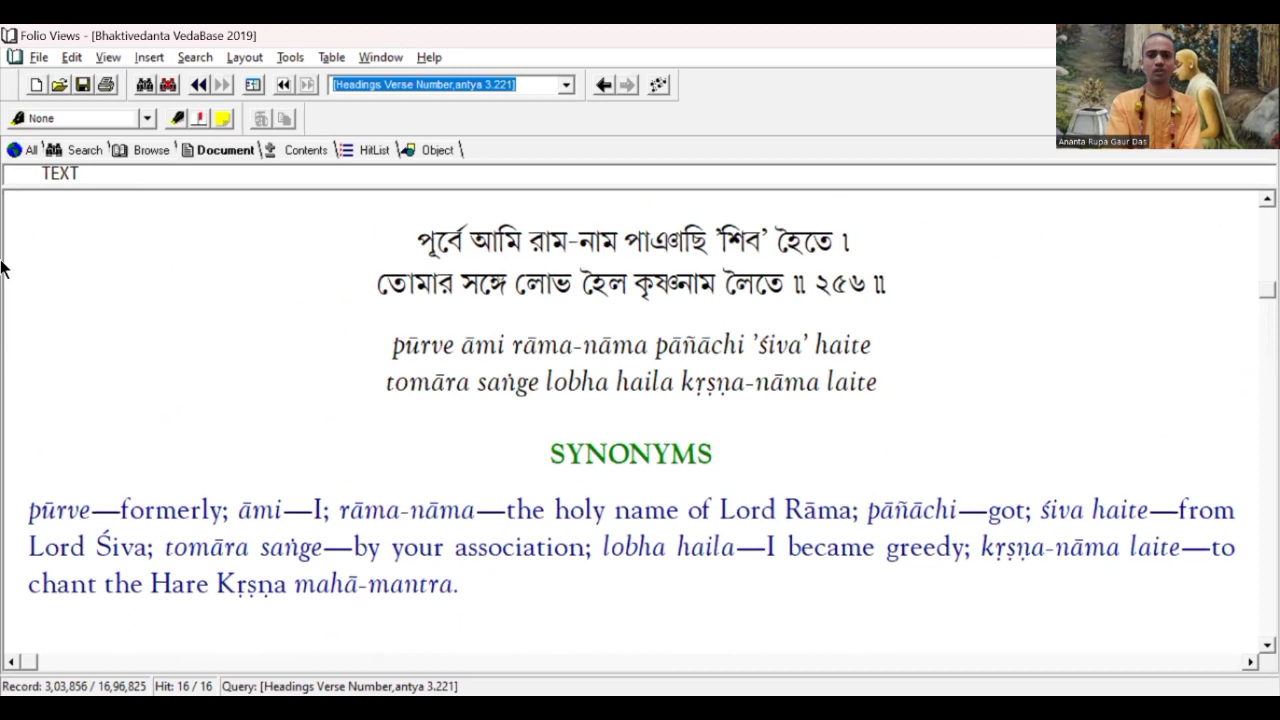 Folio Views - [Bhaktivedanta VedaBase 2019]
File Edit View Insert Search Layout Tools Table Window Help
[Headings Verse Number,antya 3.221]
None
All Search Browse Document Contents HitList Object
TEXT
Ananta Rupa Gaur Das
পূর্বে আমি রাম-নাম পাঞাছি ’শিব’ হৈতে ৷
তোমার সঙ্গে লোভ হৈল কৃষ্ণনাম লৈতে ॥ ২৫৬ ॥
pūrve āmi rāma-nāma pāñāchi ’śiva’ haite
tomāra saṅge lobha haila kṛṣṇa-nāma laite
SYNONYMS
pūrve—formerly; āmi—I; rāma-nāma—the holy name of Lord Rāma; pāñāchi—got; śiva haite—from
Lord Śiva; tomāra saṅge—by your association; lobha haila—I became greedy; kṛṣṇa-nāma laite—to
chant the Hare Kṛṣṇa mahā-mantra.
Record: 3,03,856 / 16,96,825 Hit: 16 / 16 Query: [Headings Verse Number,antya 3.221]